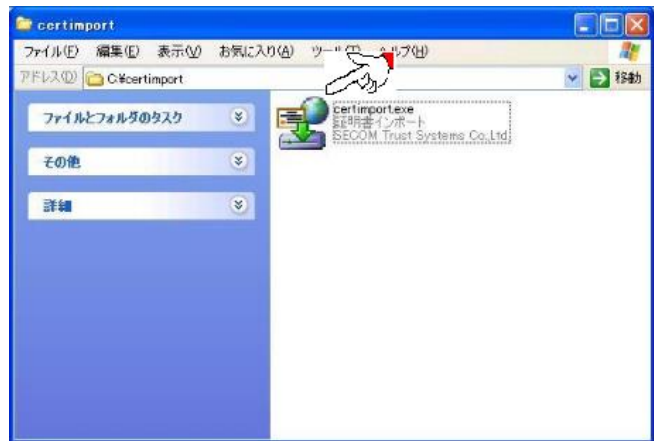 certimport
ファイル(F) 編集(E) 表示(V) お気に入り(A) ツール(T) ヘルプ(H)
アドレス(D) C:¥certimport 移動
ファイルとフォルダのタスク
その他
詳細
certimport.exe
証明書インポート
SECOM Trust Systems Co.,Ltd.